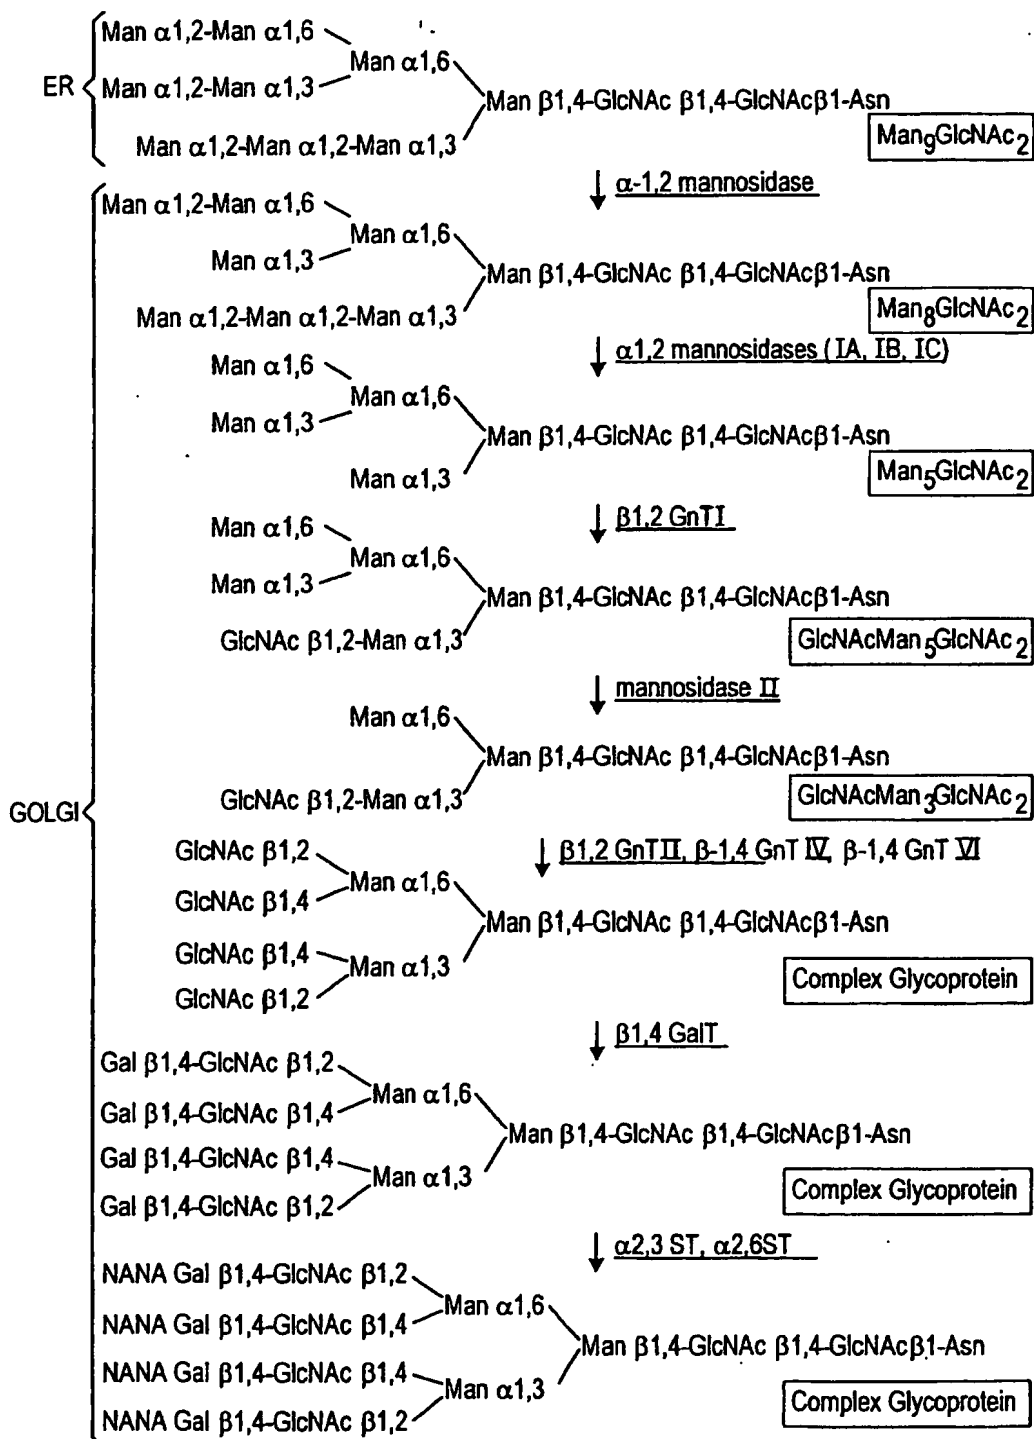 Man α1,2-Man α1,6
Man α1,6
ER
Man α1,2-Man α1,3
Man β1,4-GlcNAc β1,4-GlcNAcβ1-Asn
Man α1,2-Man α1,2-Man α1,3
Man9GlcNAc2
α-1,2 mannosidase
Man α1,2-Man α1,6
Man α1,6
Man α1,3
Man β1,4-GlcNAc β1,4-GlcNAcβ1-Asn
Man α1,2-Man α1,2-Man α1,3
Man8GlcNAc2
α1,2 mannosidases ( IA, IB, IC)
Man α1,6
Man α1,6
Man α1,3
Man β1,4-GlcNAc β1,4-GlcNAcβ1-Asn
Man α1,3
Man5GlcNAc2
β1,2 GnTI
Man α1,6
Man α1,6
Man α1,3
Man β1,4-GlcNAc β1,4-GlcNAcβ1-Asn
GlcNAc β1,2-Man α1,3
GlcNAcMan5GlcNAc2
mannosidase II
Man α1,6
Man β1,4-GlcNAc β1,4-GlcNAcβ1-Asn
GlcNAc β1,2-Man α1,3
GlcNAcMan3GlcNAc2
GOLGI
β1,2 GnTII, β-1,4 GnT IV, β-1,4 GnT VI
GlcNAc β1,2
Man α1,6
GlcNAc β1,4
Man β1,4-GlcNAc β1,4-GlcNAcβ1-Asn
GlcNAc β1,4
Man α1,3
GlcNAc β1,2
Complex Glycoprotein
β1,4 GalT
Gal β1,4-GlcNAc β1,2
Man α1,6
Gal β1,4-GlcNAc β1,4
Man β1,4-GlcNAc β1,4-GlcNAcβ1-Asn
Gal β1,4-GlcNAc β1,4
Man α1,3
Gal β1,4-GlcNAc β1,2
Complex Glycoprotein
α2,3 ST, α2,6ST
NANA Gal β1,4-GlcNAc β1,2
Man α1,6
NANA Gal β1,4-GlcNAc β1,4
Man β1,4-GlcNAc β1,4-GlcNAcβ1-Asn
NANA Gal β1,4-GlcNAc β1,4
Man α1,3
NANA Gal β1,4-GlcNAc β1,2
Complex Glycoprotein